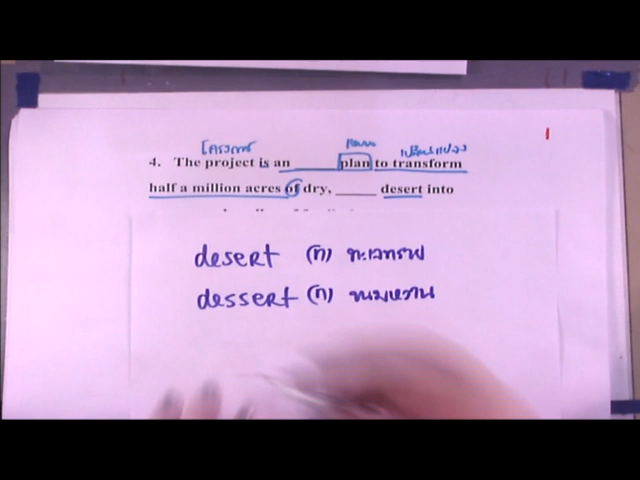 โครงการ แผน เปลี่ยนแปลง
4. The project is an _____ plan to transform
half a million acres of dry, _____ desert into
desert (n) ทะเลทราย
dessert (n) ขนมหวาน